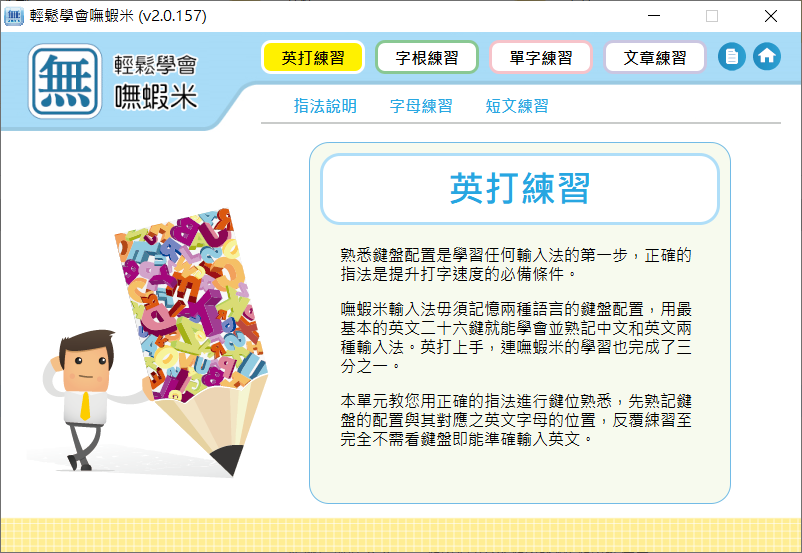 輕鬆學會嘸蝦米 (v2.0.157)
無
輕鬆學會
嘸蝦米
英打練習
字根練習
單字練習
文章練習
指法說明
字母練習
短文練習
英打練習
熟悉鍵盤配置是學習任何輸入法的第一步，正確的
指法是提升打字速度的必備條件。
嘸蝦米輸入法毋須記憶兩種語言的鍵盤配置，用最
基本的英文二十六鍵就能學會並熟記中文和英文兩
種輸入法。英打上手，連嘸蝦米的學習也完成了三
分之一。
本單元教您用正確的指法進行鍵位熟悉，先熟記鍵
盤的配置與其對應之英文字母的位置，反覆練習至
完全不需看鍵盤即能準確輸入英文。